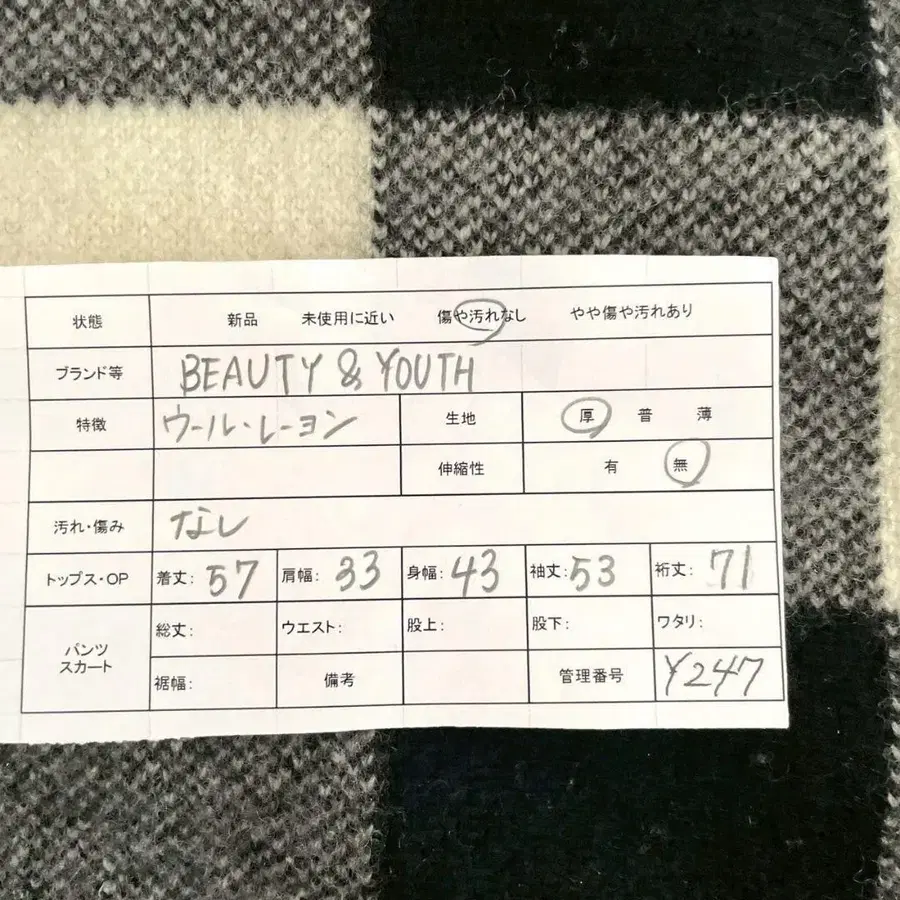 状態 新品 未使用に近い 傷や汚れなし やや傷や汚れあり
ブランド等 BEAUTY & YOUTH
特徴 ウール・レーヨン 生地 厚 普 薄
伸縮性 有 無
汚れ・傷み なし
トップス・OP 着丈: 57 肩幅: 33 身幅: 43 袖丈: 53 裄丈: 71
パンツ スカート 総丈: ウエスト: 股上: 股下: ワタリ:
裾幅: 備考 管理番号 ¥247